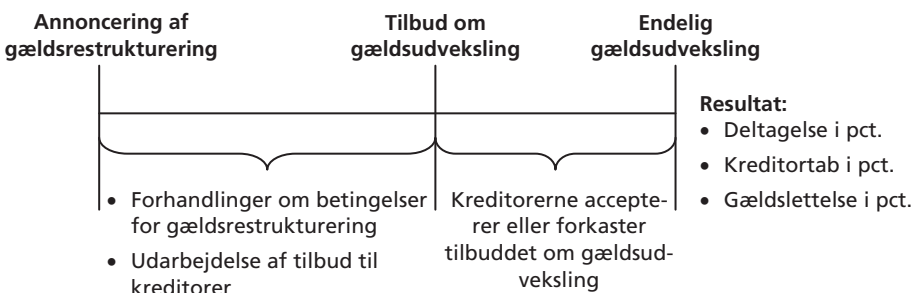 Annoncering af
gældsrestrukturering
Tilbud om
gældsudveksling
Endelig
gældsudveksling
Resultat:
• Deltagelse i pct.
• Kreditortab i pct.
• Gældslettelse i pct.
• Forhandlinger om betingelser
for gældsrestrukturering
• Udarbejdelse af tilbud til
kreditorer
Kreditorerne accepte-
rer eller forkaster
tilbuddet om gældsud-
veksling